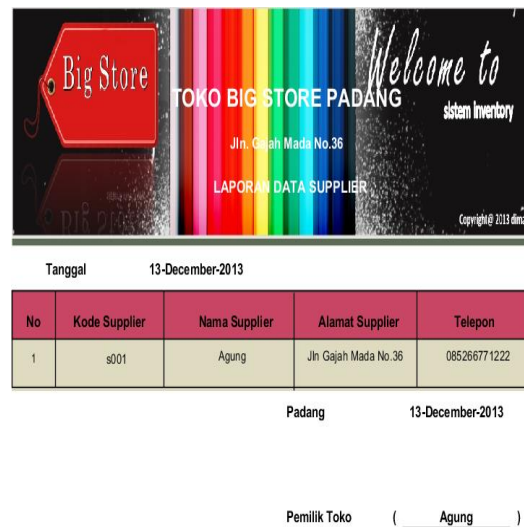 Big Store
Welcome to
TOKO BIG STORE PADANG
sistem inventory
Jln. Gajah Mada No.36
LAPORAN DATA SUPPLIER
Copyright@ 2013 dima
Tanggal 13-December-2013
No Kode Supplier Nama Supplier Alamat Supplier Telepon
1 s001 Agung Jln Gajah Mada No.36 085266771222
Padang 13-December-2013
Pemilik Toko ( Agung )